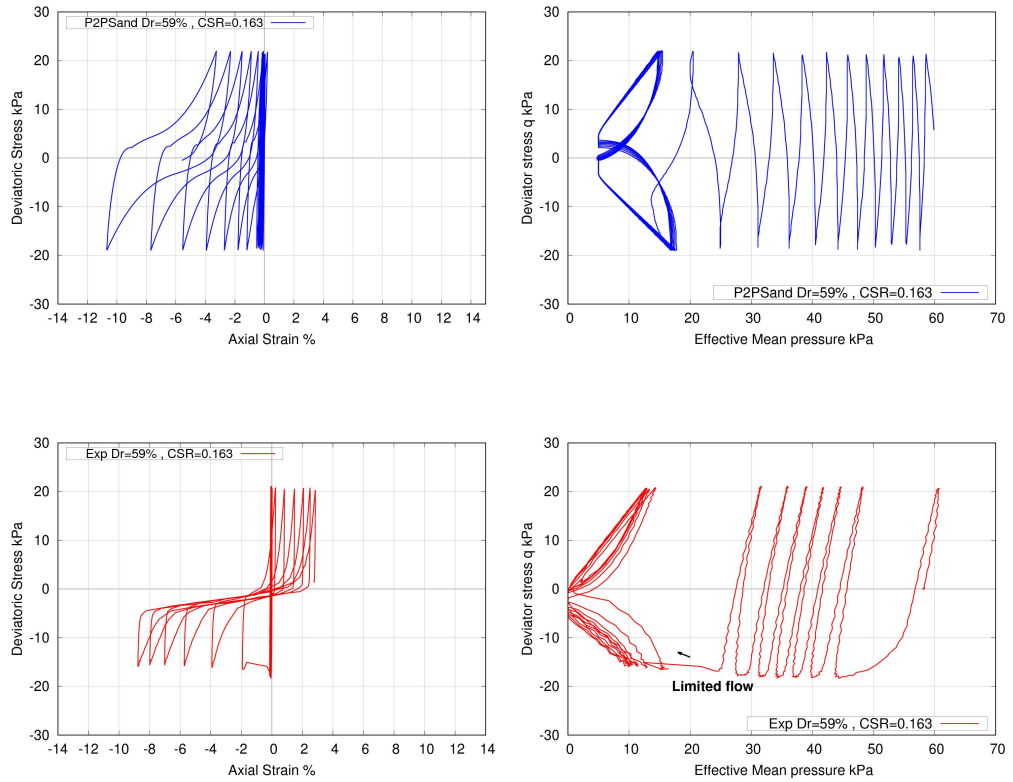 P2PSand Dr=59% , CSR=0.163
Deviatoric Stress kPa
30
20
10
0
-10
-20
-30
-14 -12 -10 -8 -6 -4 -2 0 2 4 6 8 10 12 14
Axial Strain %
Deviator stress q kPa
30
20
10
0
-10
-20
-30
P2PSand Dr=59% , CSR=0.163
0 10 20 30 40 50 60 70
Effective Mean pressure kPa
Exp Dr=59% , CSR=0.163
Deviatoric Stress kPa
30
20
10
0
-10
-20
-30
-14 -12 -10 -8 -6 -4 -2 0 2 4 6 8 10 12 14
Axial Strain %
Deviator stress q kPa
30
20
10
0
-10
-20
-30
Limited flow
Exp Dr=59% , CSR=0.163
0 10 20 30 40 50 60 70
Effective Mean pressure kPa